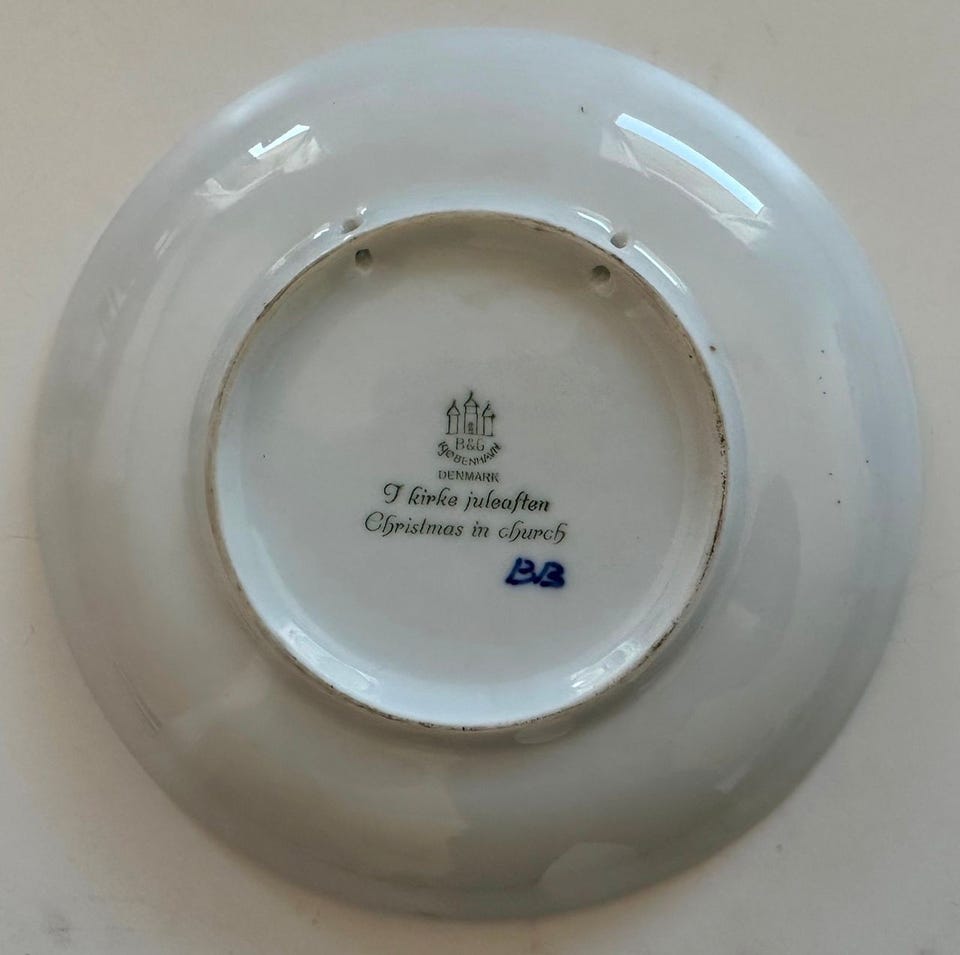 B&G
KJØBENHAVN
DENMARK
I kirke juleaften
Christmas in church
BB